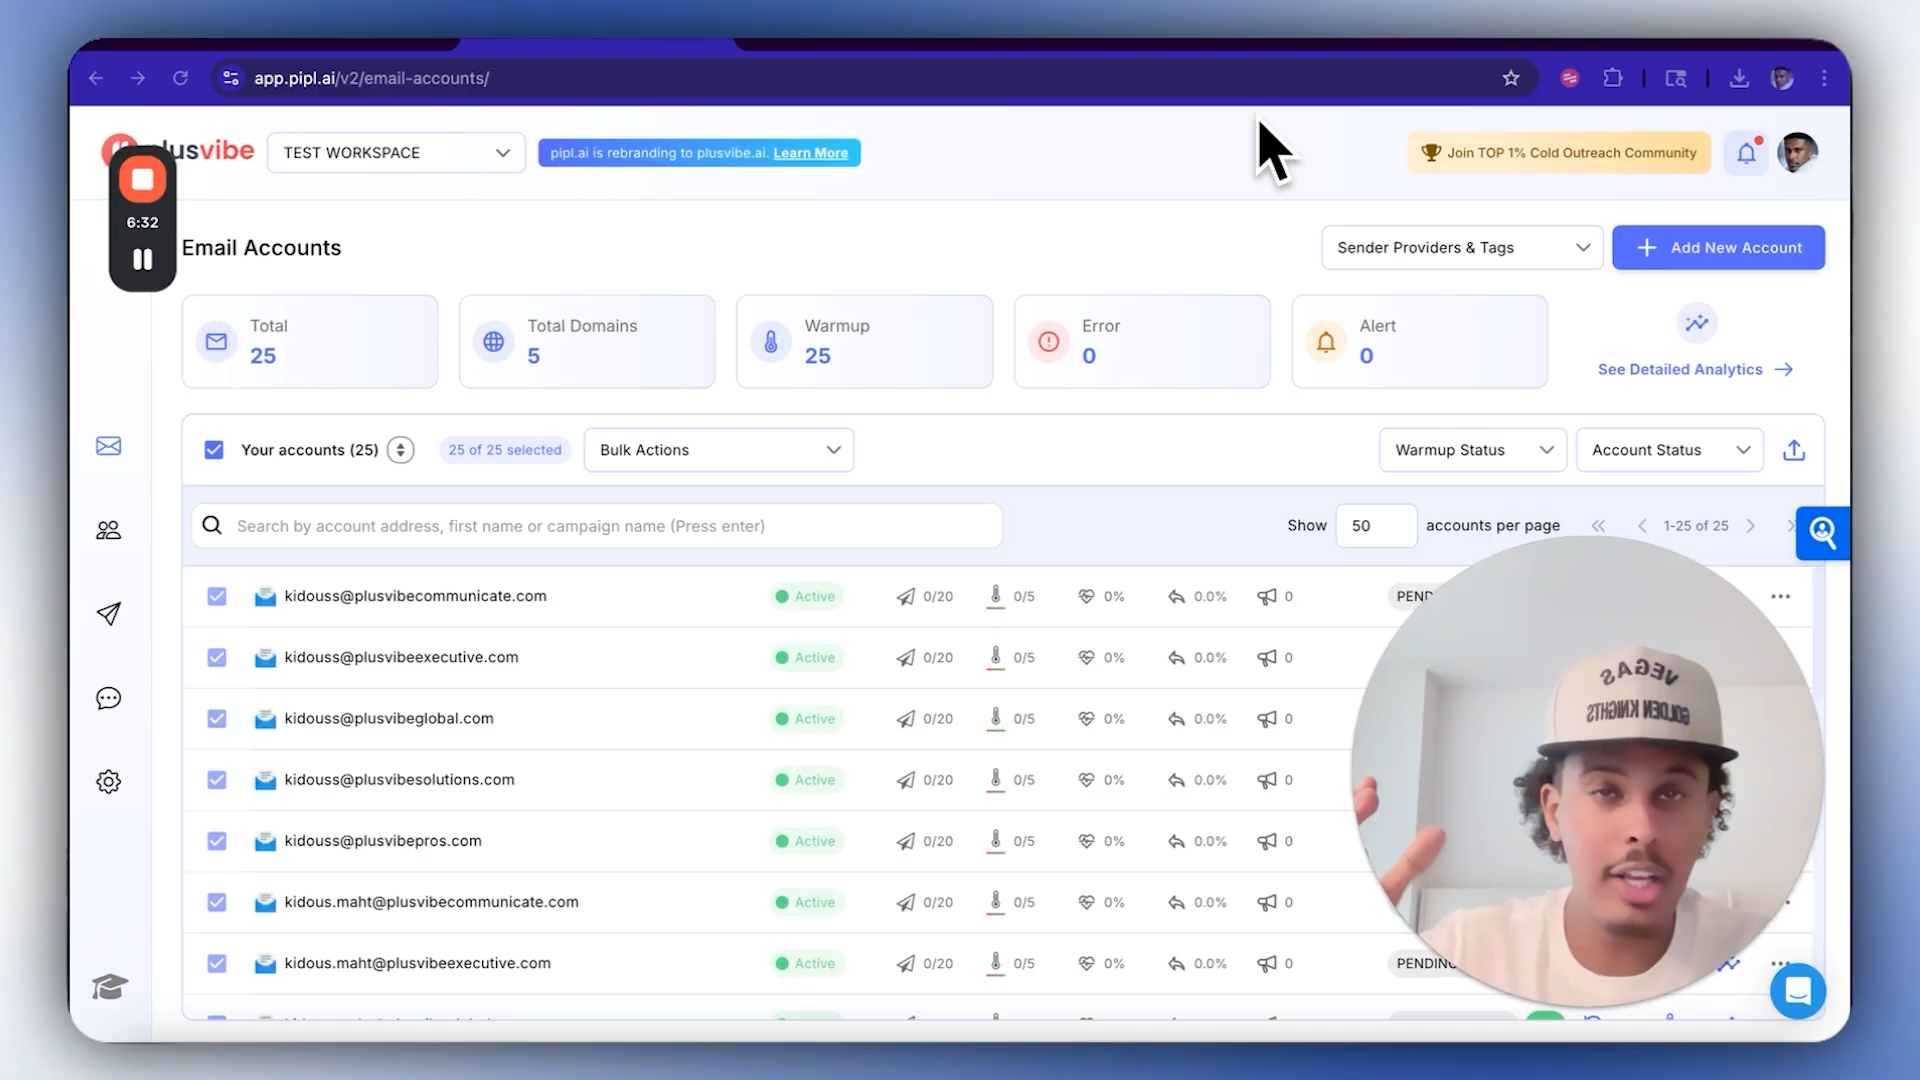 app.pipl.ai/v2/email-accounts/
plusvibe
TEST WORKSPACE
pipl.ai is rebranding to plusvibe.ai. Learn More
Join TOP 1% Cold Outreach Community
6:32
Email Accounts
Sender Providers & Tags
Add New Account
Total
25
Total Domains
5
Warmup
25
Error
0
Alert
0
See Detailed Analytics
Your accounts (25)
25 of 25 selected
Bulk Actions
Warmup Status
Account Status
Search by account address, first name or campaign name (Press enter)
Show 50 accounts per page
1-25 of 25
kidouss@plusvibecommunicate.com Active 0/20 0/5 0% 0.0% 0 PEND
kidouss@plusvibeexecutive.com Active 0/20 0/5 0% 0.0% 0
kidouss@plusvibeglobal.com Active 0/20 0/5 0% 0.0% 0
kidouss@plusvibesolutions.com Active 0/20 0/5 0% 0.0% 0
kidouss@plusvibepros.com Active 0/20 0/5 0% 0.0% 0
kidous.maht@plusvibecommunicate.com Active 0/20 0/5 0% 0.0% 0
kidous.maht@plusvibeexecutive.com Active 0/20 0/5 0% 0.0% 0 PENDING
VEGAS
GOLDEN KNIGHTS